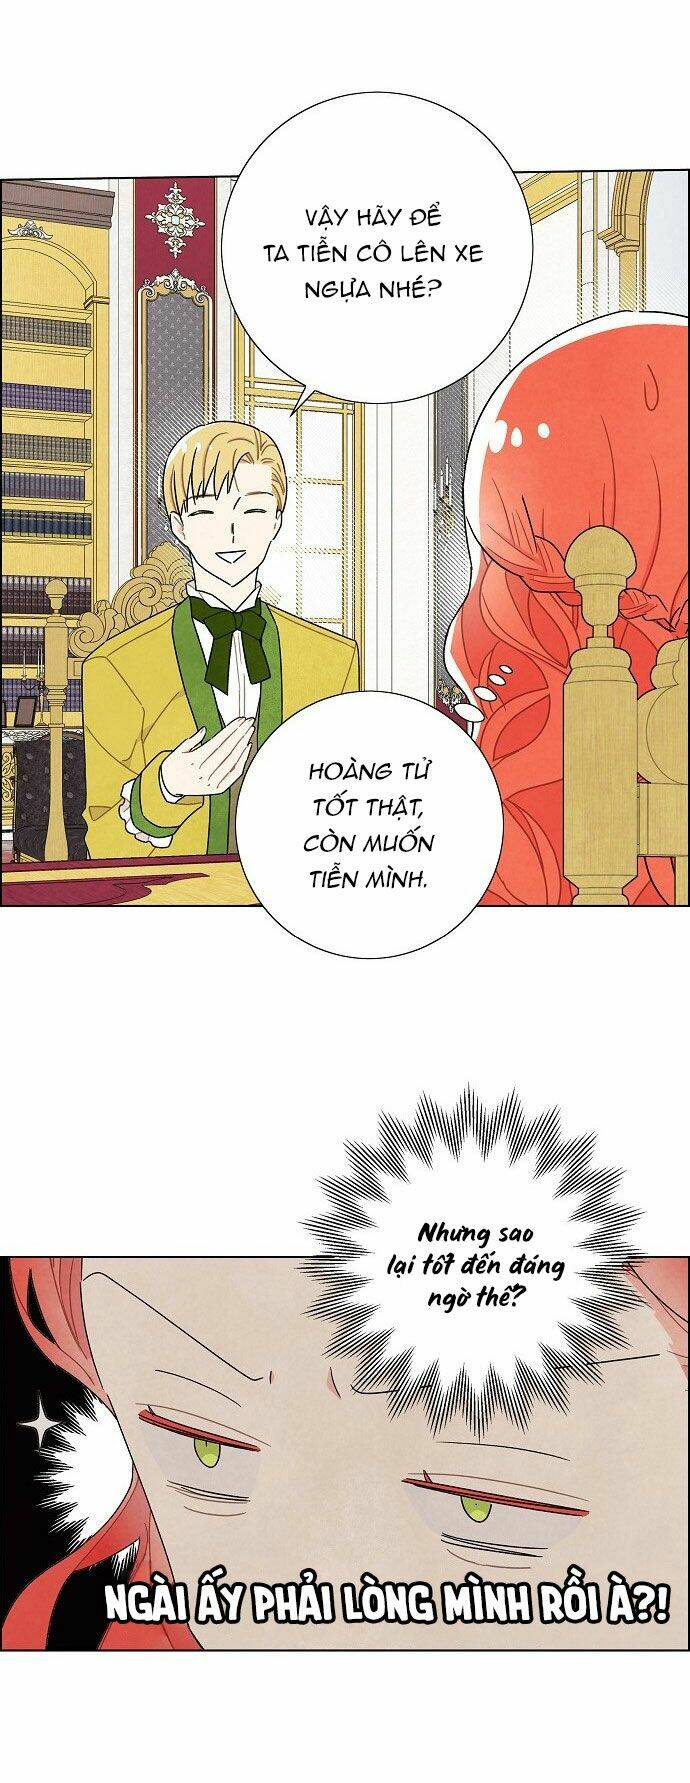 VẬY HÃY ĐỂ
TA TIỄN CÔ LÊN XE
NGỰA NHÉ?
HOÀNG TỬ
TỐT THẬT,
CÒN MUỐN
TIỄN MÌNH.
Nhưng sao
lại tốt đến đáng
ngờ thế?
NGÀI ẤY PHẢI LÒNG MÌNH RỒI À?!